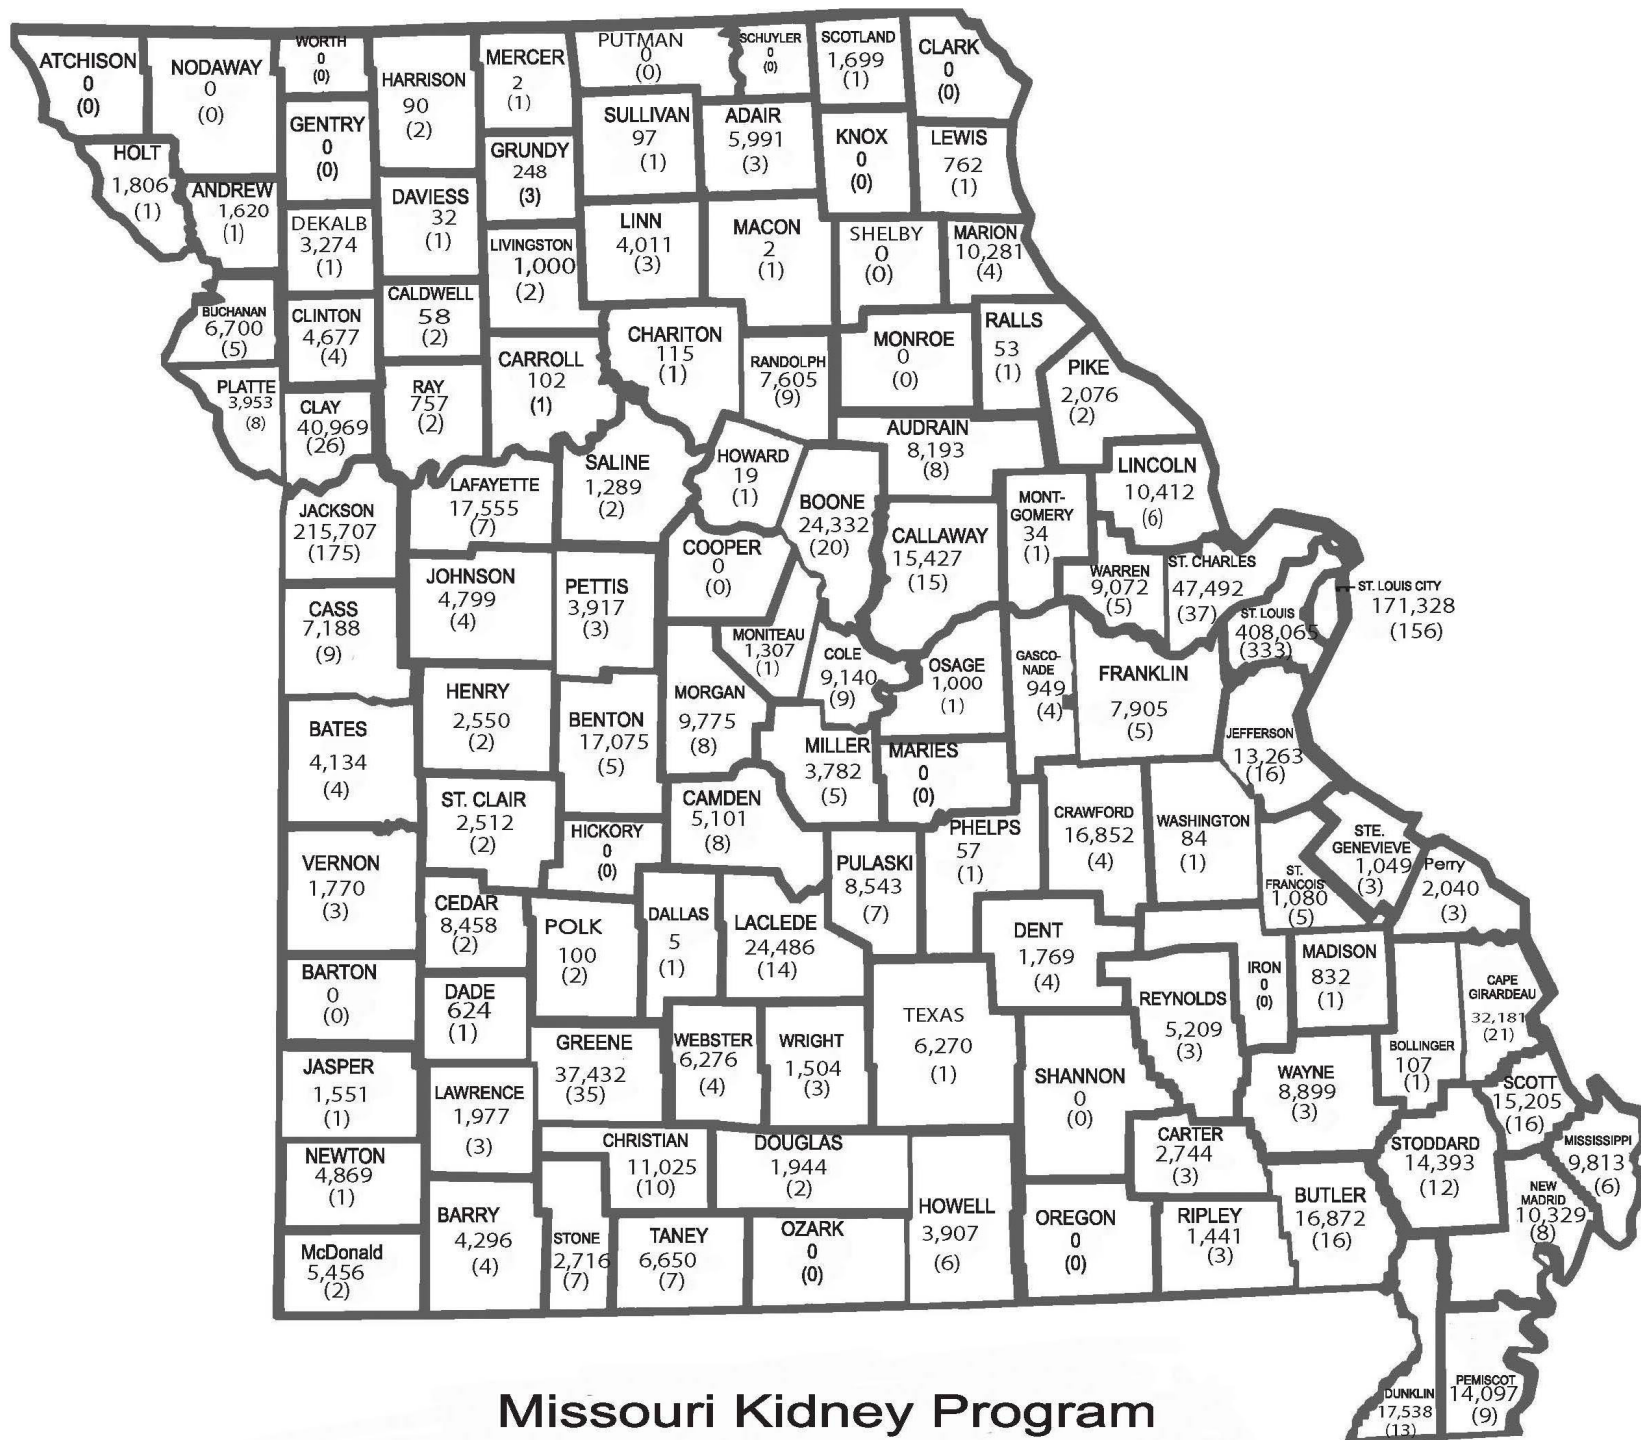 ATCHISON
0
(0)
NODAWAY
0
(0)
WORTH
0
(0)
HARRISON
90
(2)
MERCER
2
(1)
PUTMAN
0
(0)
SCHUYLER
0
(0)
SCOTLAND
1,699
(1)
CLARK
0
(0)
HOLT
1,806
(1)
ANDREW
1,620
(1)
GENTRY
0
(0)
DEKALB
3,274
(1)
DAVIESS
32
(1)
GRUNDY
248
(3)
SULLIVAN
97
(1)
ADAIR
5,991
(3)
KNOX
0
(0)
LEWIS
762
(1)
LIVINGSTON
1,000
(2)
LINN
4,011
(3)
MACON
2
(1)
SHELBY
0
(0)
MARION
10,281
(4)
BUCHANAN
6,700
(5)
CLINTON
4,677
(4)
CALDWELL
58
(2)
CARROLL
102
(1)
CHARITON
115
(1)
RANDOLPH
7,605
(9)
MONROE
0
(0)
RALLS
53
(1)
PIKE
2,076
(2)
PLATTE
3,953
(8)
CLAY
40,969
(26)
RAY
757
(2)
AUDRAIN
8,193
(8)
LINCOLN
10,412
(6)
JACKSON
215,707
(175)
LAFAYETTE
17,555
(7)
SALINE
1,289
(2)
HOWARD
19
(1)
BOONE
24,332
(20)
CALLAWAY
15,427
(15)
MONT-
GOMERY
34
(1)
WARREN
9,072
(5)
ST. CHARLES
47,492
(37)
ST. LOUIS CITY
171,328
(156)
ST. LOUIS
408,065
(333)
CASS
7,188
(9)
JOHNSON
4,799
(4)
PETTIS
3,917
(3)
COOPER
0
(0)
MONITEAU
1,307
(1)
COLE
9,140
(9)
OSAGE
1,000
(1)
GASCO-
NADE
949
(4)
FRANKLIN
7,905
(5)
JEFFERSON
13,263
(16)
BATES
4,134
(4)
HENRY
2,550
(2)
BENTON
17,075
(5)
MORGAN
9,775
(8)
MILLER
3,782
(5)
MARIES
0
(0)
ST. CLAIR
2,512
(2)
HICKORY
0
(0)
CAMDEN
5,101
(8)
PULASKI
8,543
(7)
PHELPS
57
(1)
CRAWFORD
16,852
(4)
WASHINGTON
84
(1)
ST.
FRANCOIS
1,080
(5)
STE.
GENEVIEVE
1,049
(3)
Perry
2,040
(3)
VERNON
1,770
(3)
CEDAR
8,458
(2)
POLK
100
(2)
DALLAS
5
(1)
LACLEDE
24,486
(14)
DENT
1,769
(4)
IRON
0
(0)
MADISON
832
(1)
CAPE
GIRARDEAU
32,181
(21)
BARTON
0
(0)
DADE
624
(1)
GREENE
37,432
(35)
WEBSTER
6,276
(4)
WRIGHT
1,504
(3)
TEXAS
6,270
(1)
SHANNON
0
(0)
REYNOLDS
5,209
(3)
WAYNE
8,899
(3)
BOLLINGER
107
(1)
SCOTT
15,205
(16)
JASPER
1,551
(1)
LAWRENCE
1,977
(3)
CHRISTIAN
11,025
(10)
DOUGLAS
1,944
(2)
CARTER
2,744
(3)
STODDARD
14,393
(12)
MISSISSIPPI
9,813
(6)
NEWTON
4,869
(1)
BARRY
4,296
(4)
STONE
2,716
(7)
TANEY
6,650
(7)
OZARK
0
(0)
HOWELL
3,907
(6)
OREGON
0
(0)
RIPLEY
1,441
(3)
BUTLER
16,872
(16)
NEW
MADRID
10,329
(8)
McDonald
5,456
(2)
DUNKLIN
17,538
(13)
PEMISCOT
14,097
(9)
Missouri Kidney Program